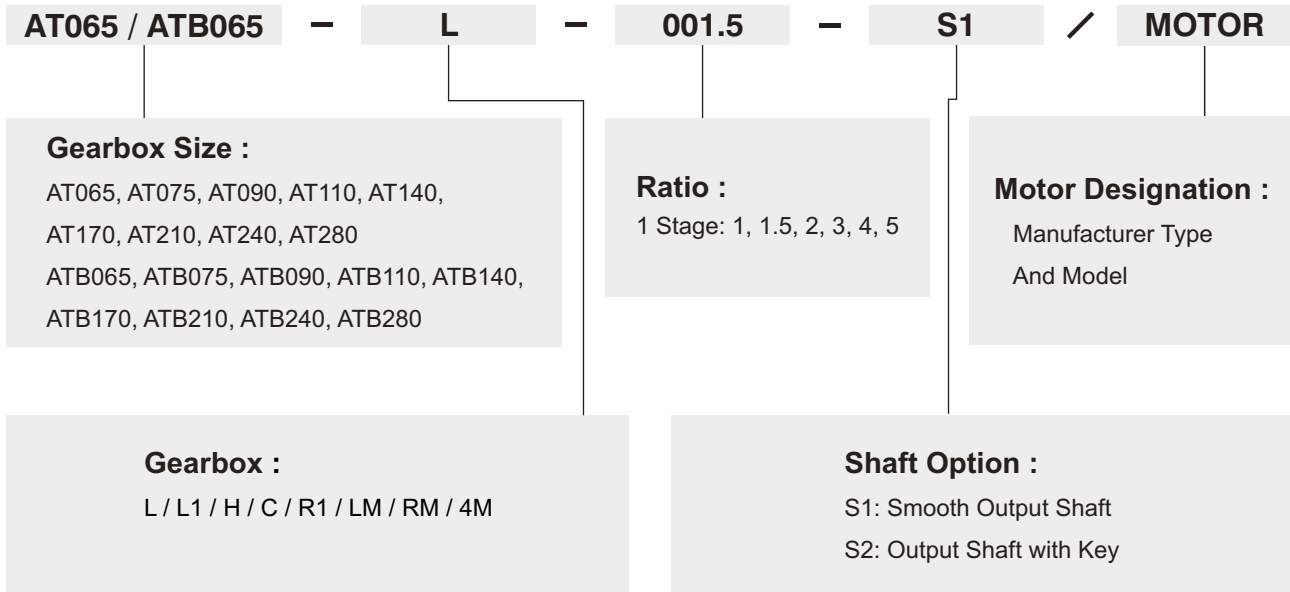 AT065 / ATB065 – L – 001.5 – S1 / MOTOR
Gearbox Size :
AT065, AT075, AT090, AT110, AT140,
AT170, AT210, AT240, AT280
ATB065, ATB075, ATB090, ATB110, ATB140,
ATB170, ATB210, ATB240, ATB280
Ratio :
1 Stage: 1, 1.5, 2, 3, 4, 5
Motor Designation :
Manufacturer Type
And Model
Gearbox :
L / L1 / H / C / R1 / LM / RM / 4M
Shaft Option :
S1: Smooth Output Shaft
S2: Output Shaft with Key